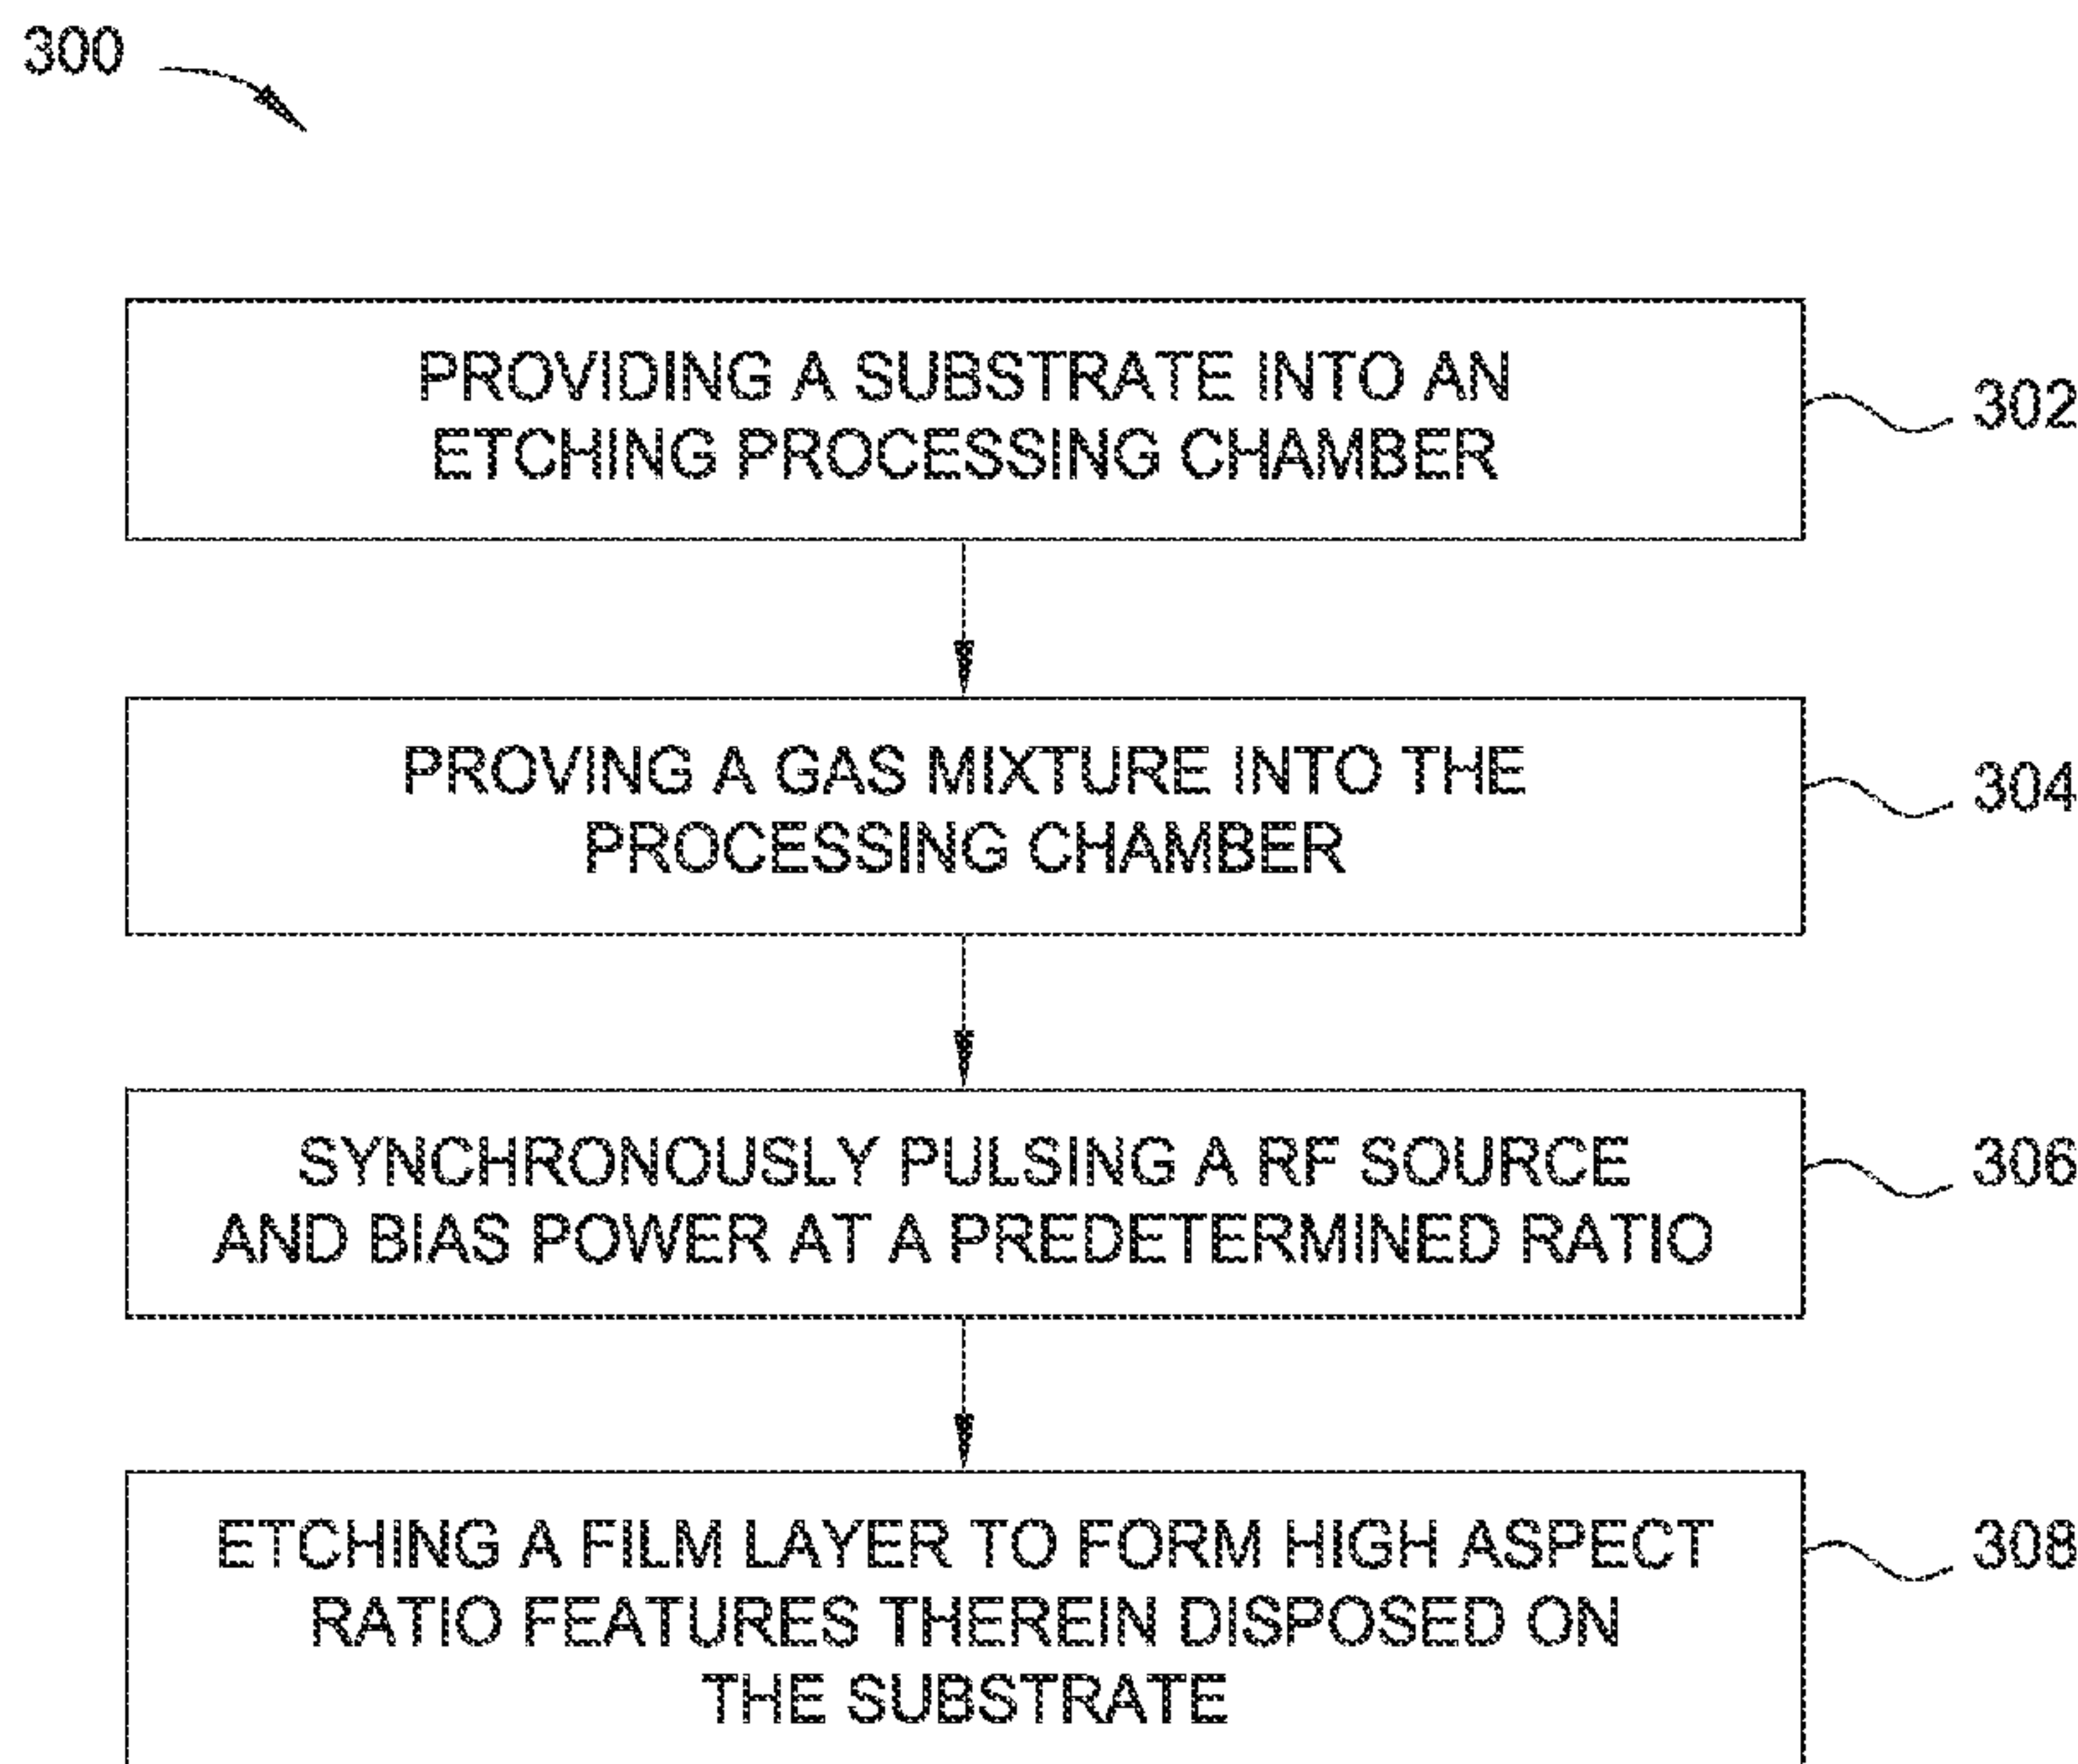 300
PROVIDING A SUBSTRATE INTO AN
ETCHING PROCESSING CHAMBER
302
PROVING A GAS MIXTURE INTO THE
PROCESSING CHAMBER
304
SYNCHRONOUSLY PULSING A RF SOURCE
AND BIAS POWER AT A PREDETERMINED RATIO
306
ETCHING A FILM LAYER TO FORM HIGH ASPECT
RATIO FEATURES THEREIN DISPOSED ON
THE SUBSTRATE
308